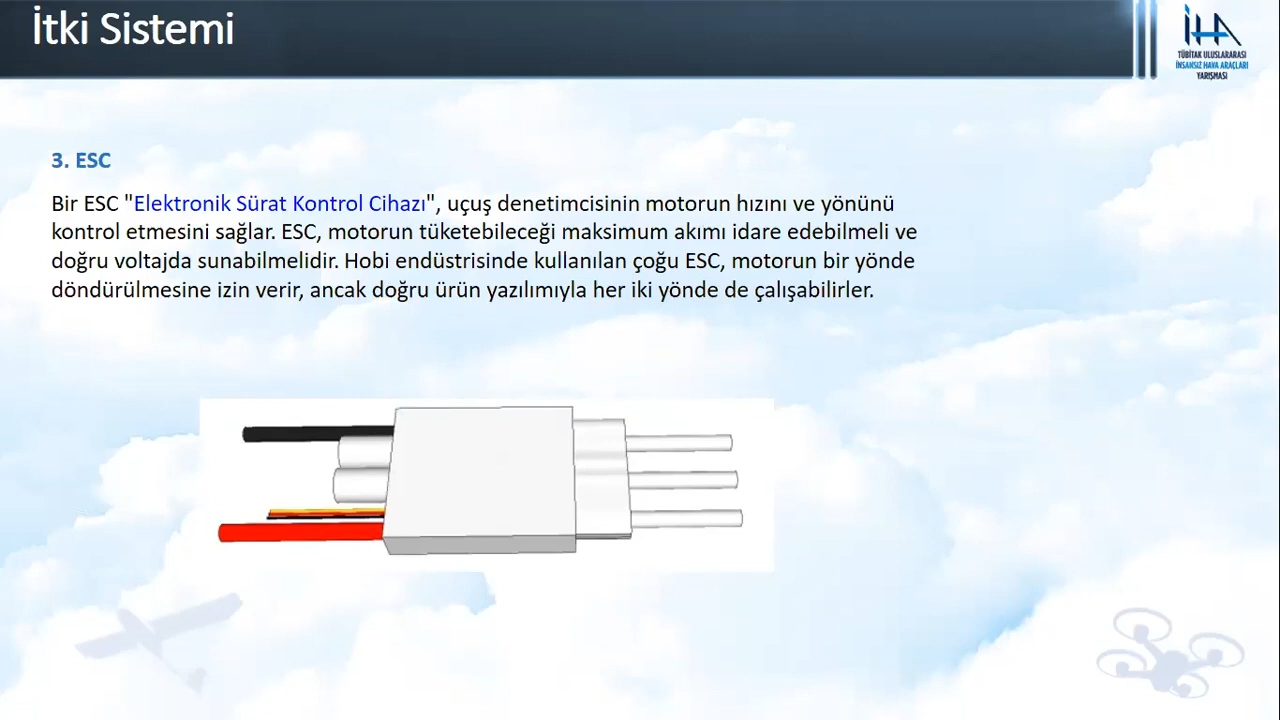 İtki Sistemi
İHA
TÜBİTAK ULUSLARARASI
İNSANSIZ HAVA ARAÇLARI
YARIŞMASI
3. ESC
Bir ESC "Elektronik Sürat Kontrol Cihazı", uçuş denetimcisinin motorun hızını ve yönünü
kontrol etmesini sağlar. ESC, motorun tüketebileceği maksimum akımı idare edebilmeli ve
doğru voltajda sunabilmelidir. Hobi endüstrisinde kullanılan çoğu ESC, motorun bir yönde
döndürülmesine izin verir, ancak doğru ürün yazılımıyla her iki yönde de çalışabilirler.